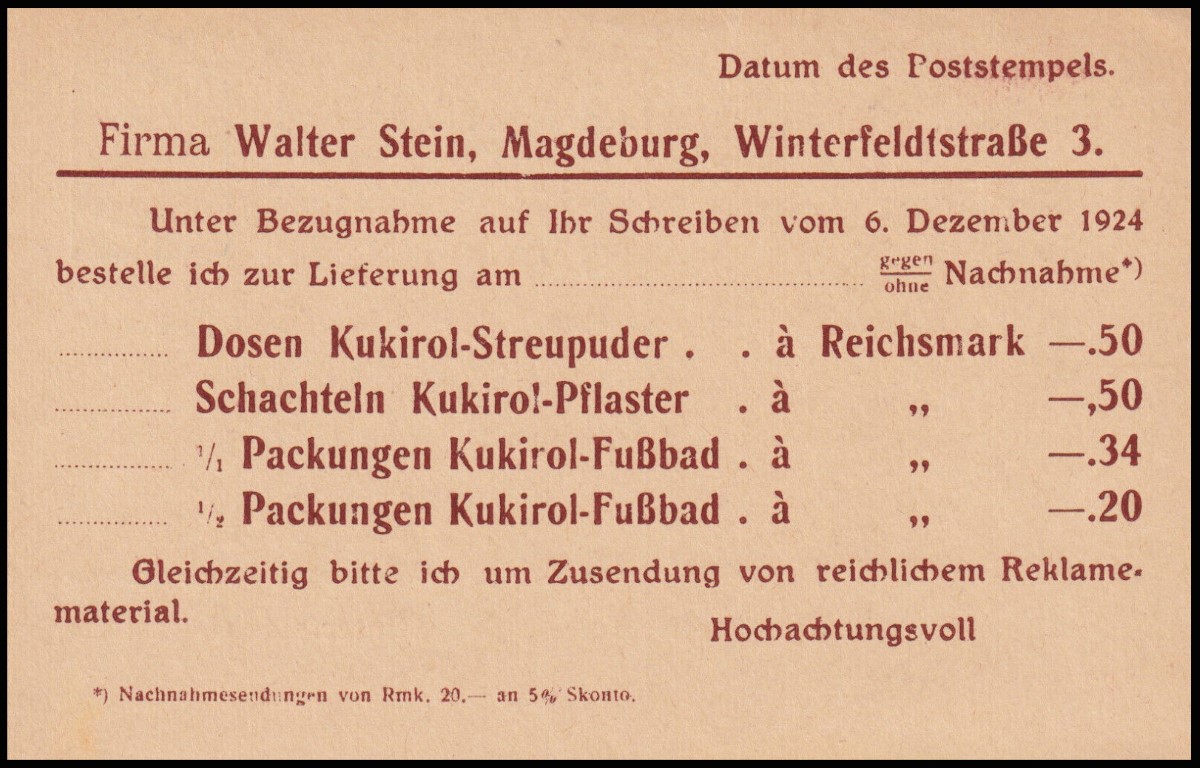 Datum des Poststempels.
Firma Walter Stein, Magdeburg, Winterfeldtstraße 3.
Unter Bezugnahme auf Ihr Schreiben vom 6. Dezember 1924
bestelle ich zur Lieferung am ........................ gegen/ohne Nachnahme*)
............ Dosen Kukirol-Streupuder . . à Reichsmark —.50
............ Schachteln Kukirol-Pflaster . à „ —,50
............ 1/1 Packungen Kukirol-Fußbad . à „ —.34
............ 1/2 Packungen Kukirol-Fußbad . à „ —.20
Gleichzeitig bitte ich um Zusendung von reichlichem Reklame-
material.
Hochachtungsvoll
*) Nachnahmesendungen von Rmk. 20.— an 5% Skonto.